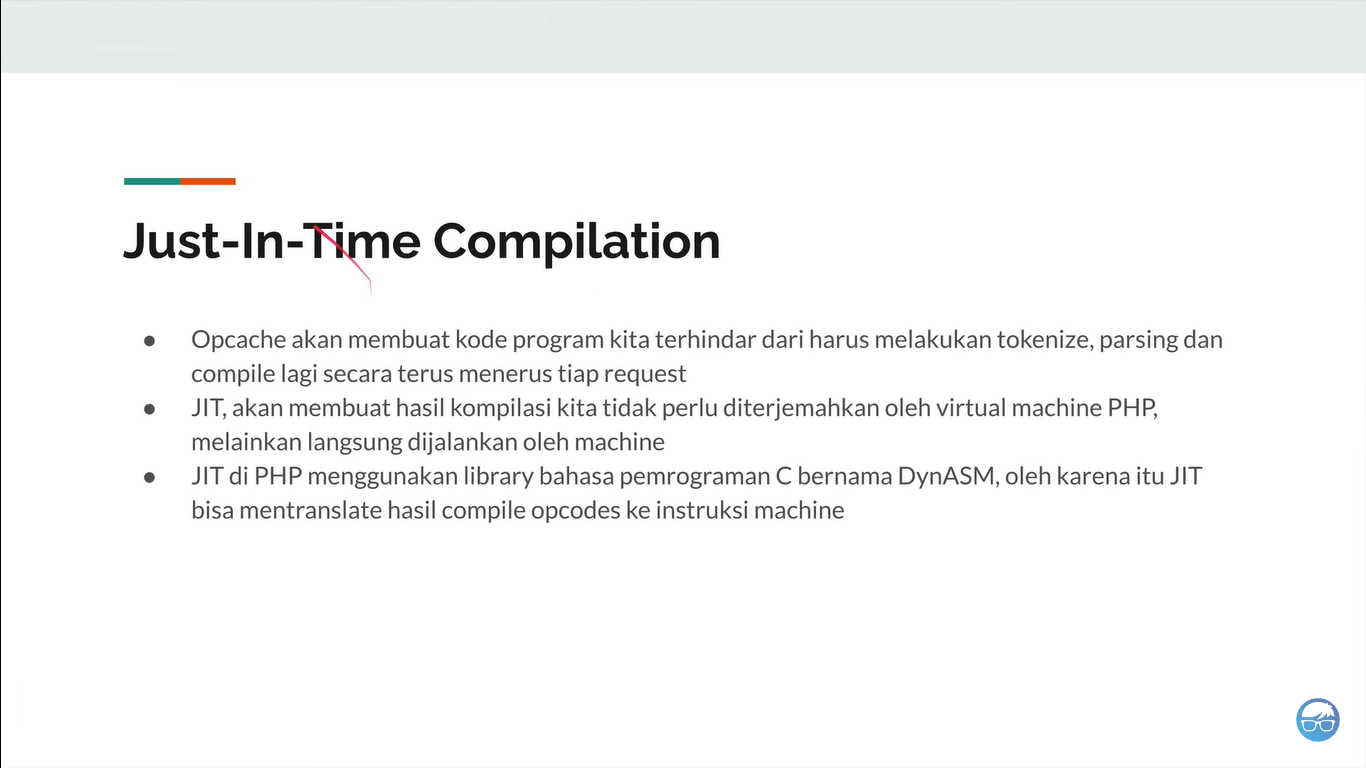 Just-In-Time Compilation
● Opcache akan membuat kode program kita terhindar dari harus melakukan tokenize, parsing dan
compile lagi secara terus menerus tiap request
● JIT, akan membuat hasil kompilasi kita tidak perlu diterjemahkan oleh virtual machine PHP,
melainkan langsung dijalankan oleh machine
● JIT di PHP menggunakan library bahasa pemrograman C bernama DynASM, oleh karena itu JIT
bisa mentranslate hasil compile opcodes ke instruksi machine